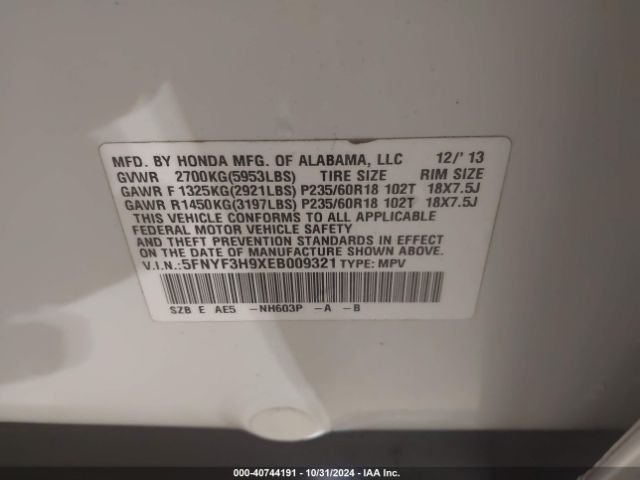 MFD. BY HONDA MFG. OF ALABAMA, LLC 12/'13
GVWR 2700KG(5953LBS) TIRE SIZE RIM SIZE
GAWR F 1325KG(2921LBS) P235/60R18 102T 18X7.5J
GAWR R1450KG(3197LBS) P235/60R18 102T 18X7.5J
THIS VEHICLE CONFORMS TO ALL APPLICABLE
FEDERAL MOTOR VEHICLE SAFETY
AND THEFT PREVENTION STANDARDS IN EFFECT
ON THE DATE OF MANUFACTURE SHOWN ABOVE.
V.I.N.:5FNYF3H9XEB009321 TYPE: MPV
SZB E AE5 -NH603P -A -B
000-40744191 - 10/31/2024 - IAA Inc.